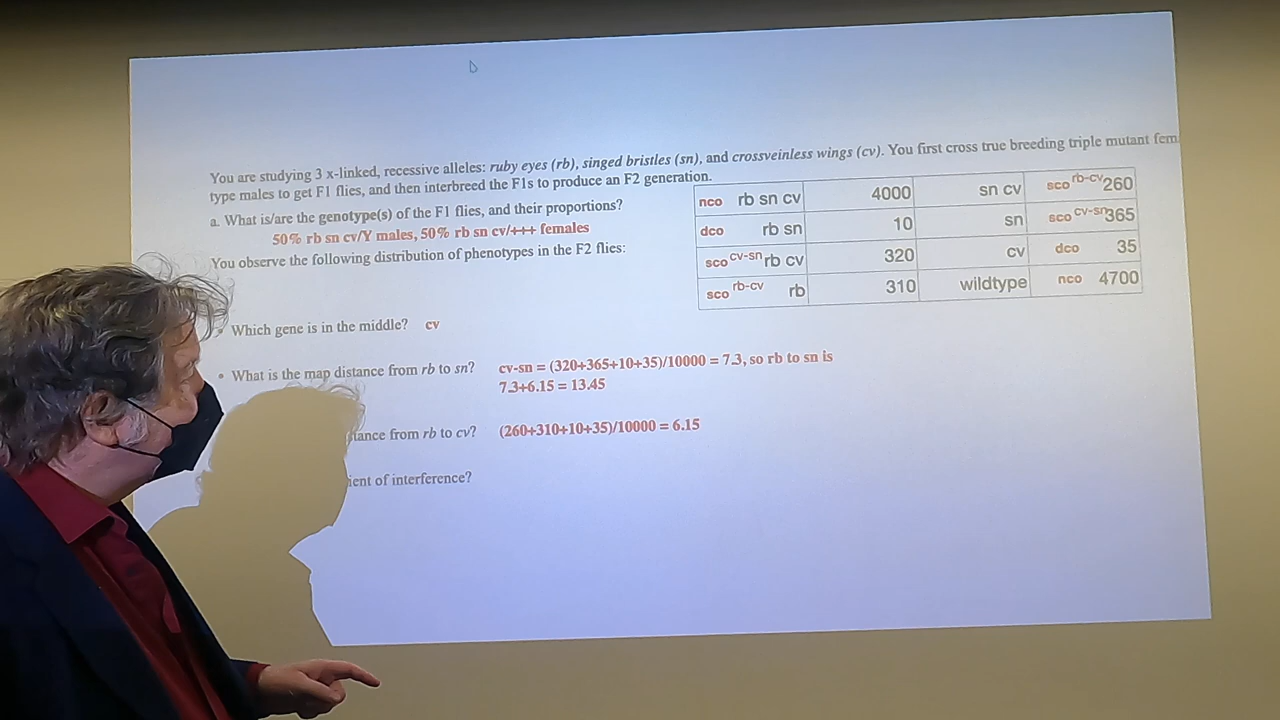 You are studying 3 x-linked, recessive alleles: ruby eyes (rb), singed bristles (sn), and crossveinless wings (cv). You first cross true breeding triple mutant fem
type males to get F1 flies, and then interbreed the F1s to produce an F2 generation.
a. What is/are the genotype(s) of the F1 flies, and their proportions?
50% rb sn cv/Y males, 50% rb sn cv/+++ females
You observe the following distribution of phenotypes in the F2 flies:
nco rb sn cv 4000 sn cv sco rb-cv 260
dco rb sn 10 sn sco cv-sn 365
sco cv-sn rb cv 320 cv dco 35
sco rb-cv rb 310 wildtype nco 4700
• Which gene is in the middle? cv
• What is the map distance from rb to sn? cv-sn = (320+365+10+35)/10000 = 7.3, so rb to sn is
7.3+6.15 = 13.45
from rb to cv? (260+310+10+35)/10000 = 6.15
of interference?